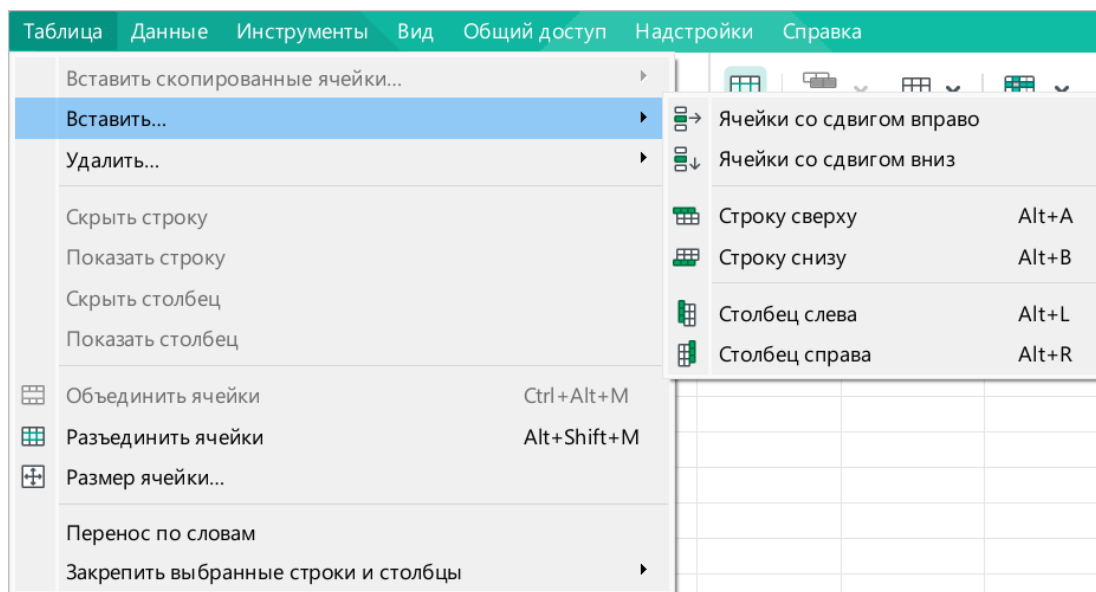 Таблица Данные Инструменты Вид Общий доступ Надстройки Справка
Вставить скопированные ячейки...
Вставить...
Удалить...
Скрыть строку
Показать строку
Скрыть столбец
Показать столбец
Объединить ячейки Ctrl+Alt+M
Разъединить ячейки Alt+Shift+M
Размер ячейки...
Перенос по словам
Закрепить выбранные строки и столбцы
Ячейки со сдвигом вправо
Ячейки со сдвигом вниз
Строку сверху Alt+A
Строку снизу Alt+B
Столбец слева Alt+L
Столбец справа Alt+R